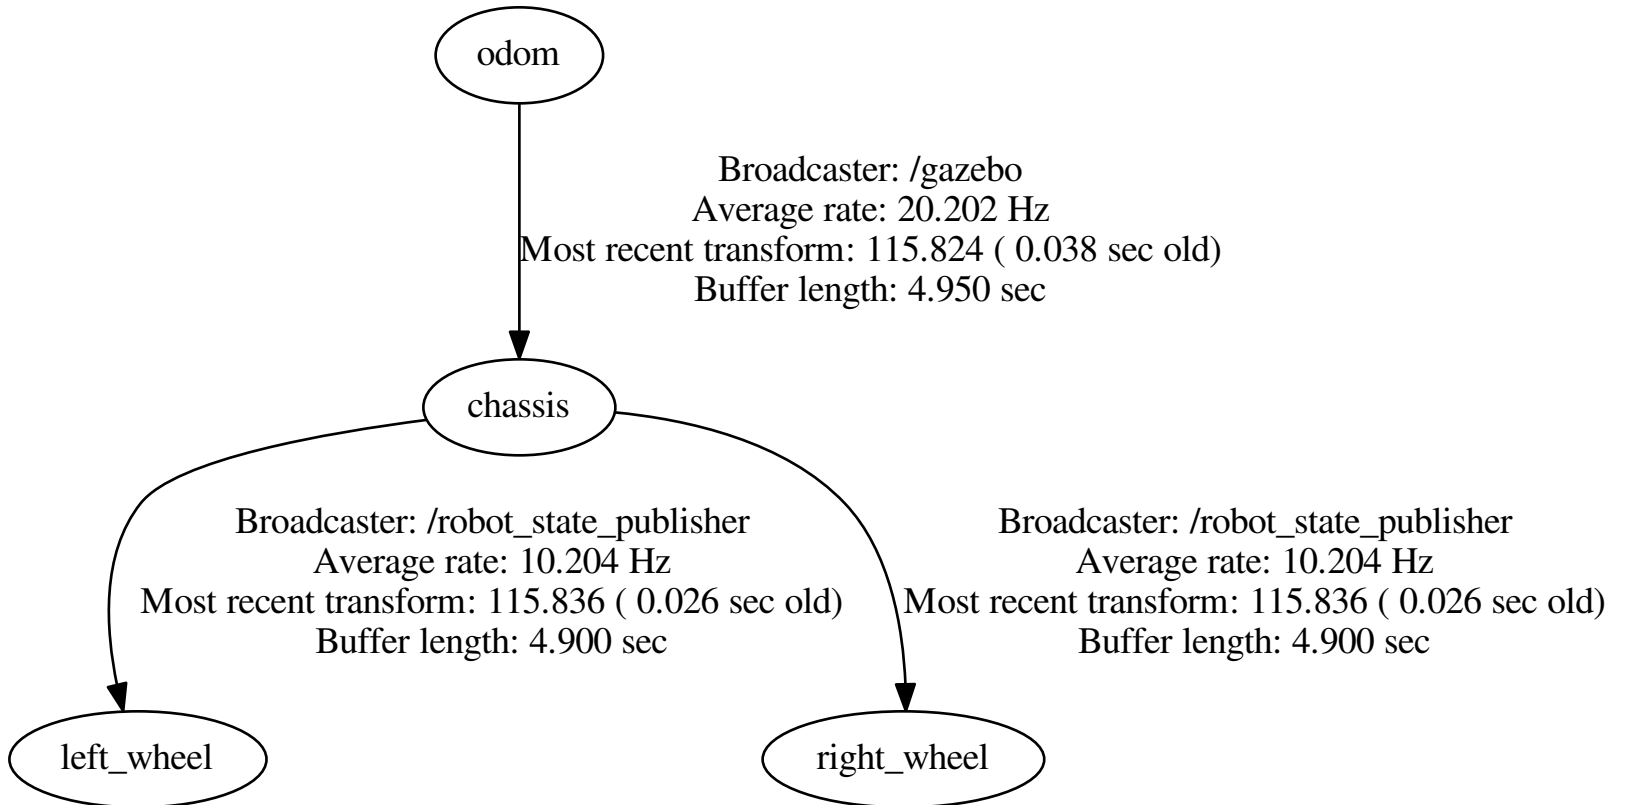 odom
Broadcaster: /gazebo
Average rate: 20.202 Hz
Most recent transform: 115.824 ( 0.038 sec old)
Buffer length: 4.950 sec
chassis
Broadcaster: /robot_state_publisher
Average rate: 10.204 Hz
Most recent transform: 115.836 ( 0.026 sec old)
Buffer length: 4.900 sec
Broadcaster: /robot_state_publisher
Average rate: 10.204 Hz
Most recent transform: 115.836 ( 0.026 sec old)
Buffer length: 4.900 sec
left_wheel
right_wheel